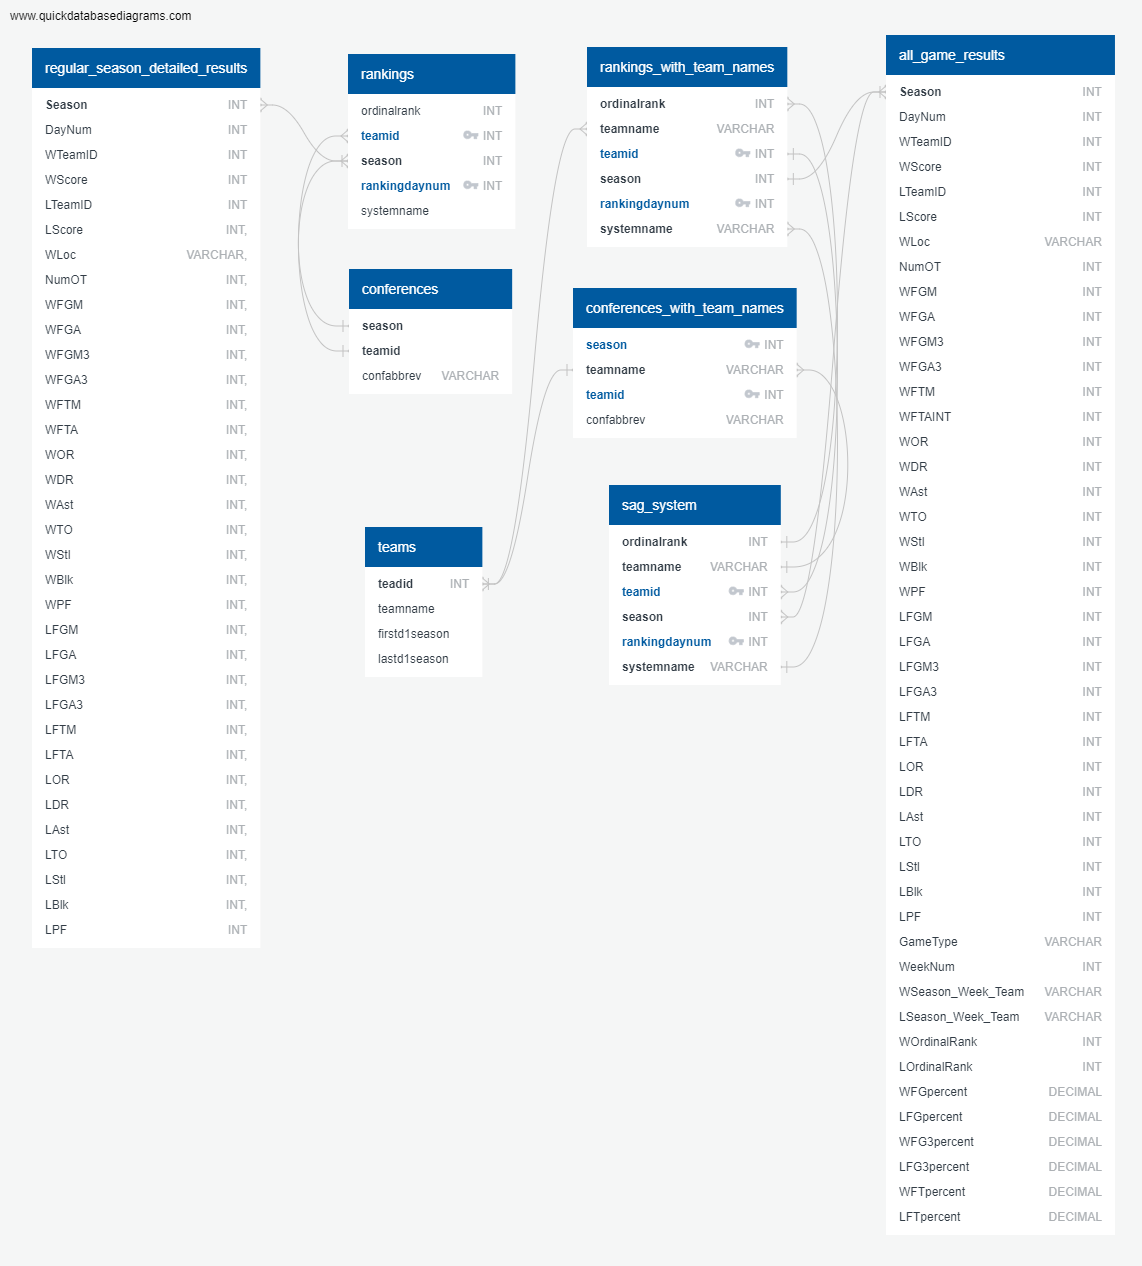 www.quickdatabasediagrams.com
regular_season_detailed_results
Season INT
DayNum INT
WTeamID INT
WScore INT
LTeamID INT
LScore INT,
WLoc VARCHAR,
NumOT INT,
WFGM INT,
WFGA INT,
WFGM3 INT,
WFGA3 INT,
WFTM INT,
WFTA INT,
WOR INT,
WDR INT,
WAst INT,
WTO INT,
WStl INT,
WBlk INT,
WPF INT,
LFGM INT,
LFGA INT,
LFGM3 INT,
LFGA3 INT,
LFTM INT,
LFTA INT,
LOR INT,
LDR INT,
LAst INT,
LTO INT,
LStl INT,
LBlk INT,
LPF INT
rankings
ordinalrank INT
teamid INT
season INT
rankingdaynum INT
systemname
conferences
season
teamid
confabbrev VARCHAR
teams
teadid INT
teamname
firstd1season
lastd1season
rankings_with_team_names
ordinalrank INT
teamname VARCHAR
teamid INT
season INT
rankingdaynum INT
systemname VARCHAR
conferences_with_team_names
season INT
teamname VARCHAR
teamid INT
confabbrev VARCHAR
sag_system
ordinalrank INT
teamname VARCHAR
teamid INT
season INT
rankingdaynum INT
systemname VARCHAR
all_game_results
Season INT
DayNum INT
WTeamID INT
WScore INT
LTeamID INT
LScore INT
WLoc VARCHAR
NumOT INT
WFGM INT
WFGA INT
WFGM3 INT
WFGA3 INT
WFTM INT
WFTAINT INT
WOR INT
WDR INT
WAst INT
WTO INT
WStl INT
WBlk INT
WPF INT
LFGM INT
LFGA INT
LFGM3 INT
LFGA3 INT
LFTM INT
LFTA INT
LOR INT
LDR INT
LAst INT
LTO INT
LStl INT
LBlk INT
LPF INT
GameType VARCHAR
WeekNum INT
WSeason_Week_Team VARCHAR
LSeason_Week_Team VARCHAR
WOrdinalRank INT
LOrdinalRank INT
WFGpercent DECIMAL
LFGpercent DECIMAL
WFG3percent DECIMAL
LFG3percent DECIMAL
WFTpercent DECIMAL
LFTpercent DECIMAL